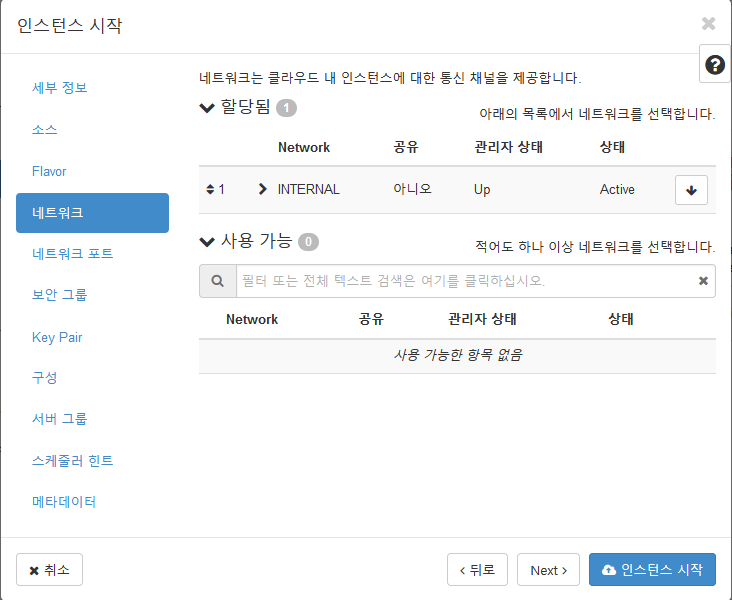 인스턴스 시작
네트워크는 클라우드 내 인스턴스에 대한 통신 채널을 제공합니다.
세부 정보
소스
Flavor
네트워크
네트워크 포트
보안 그룹
Key Pair
구성
서버 그룹
스케줄러 힌트
메타데이터
할당됨 1
아래의 목록에서 네트워크를 선택합니다.
Network 공유 관리자 상태 상태
1 INTERNAL 아니오 Up Active
사용 가능 0
적어도 하나 이상 네트워크를 선택합니다.
필터 또는 전체 텍스트 검색은 여기를 클릭하십시오.
Network 공유 관리자 상태 상태
사용 가능한 항목 없음
취소
뒤로
Next
인스턴스 시작